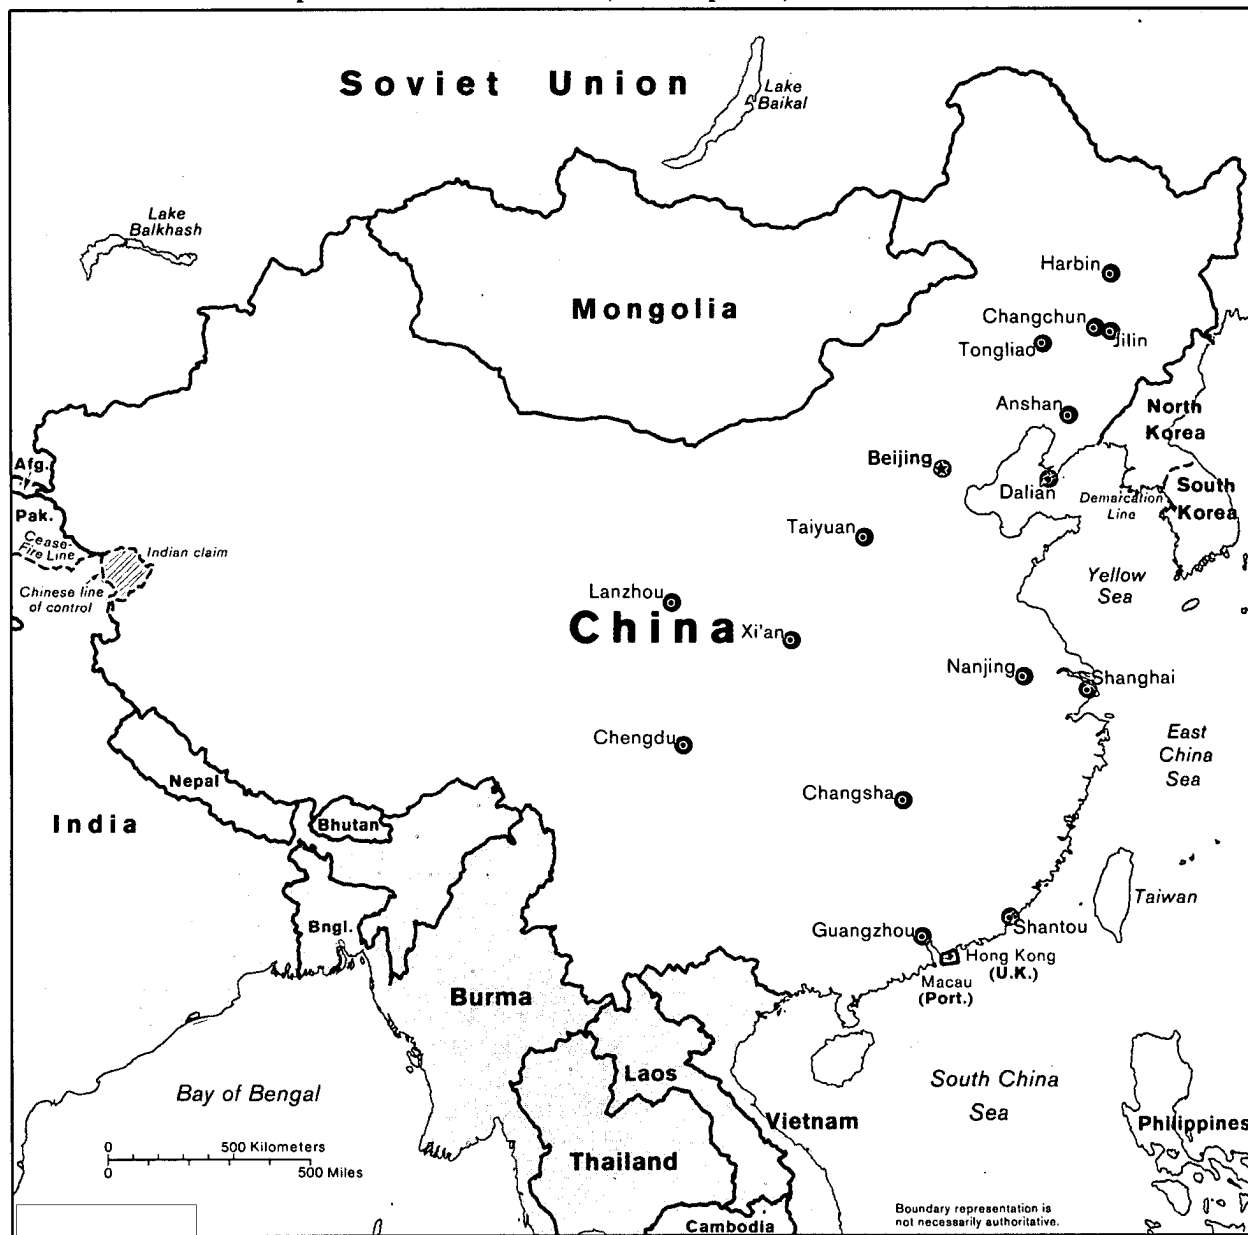 Soviet Union
Lake
Baikal
Lake
Balkhash
Harbin
Mongolia
Changchun
Jilin
Tongliao
Anshan
North
Korea
Beijing
Afg.
Dalian
Demarcation
Line
South
Korea
Pak.
Taiyuan
Cease-
Fire Line
Indian claim
Yellow
Sea
Chinese line
of control
Lanzhou
China
Xi'an
Nanjing
Shanghai
East
China
Sea
Chengdu
Nepal
Changsha
India
Bhutan
Taiwan
Bngl.
Guangzhou
Shantou
Hong Kong
(U.K.)
Macau
(Port.)
Burma
Laos
South China
Sea
Bay of Bengal
Vietnam
Philippines
0 500 Kilometers
0 500 Miles
Thailand
Cambodia
Boundary representation is
not necessarily authoritative.